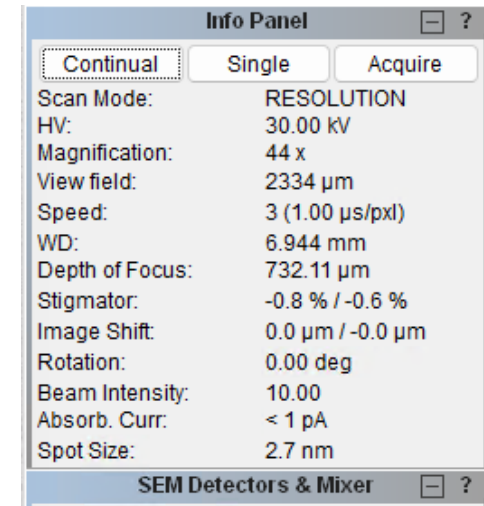 Info Panel — ?
Continual Single Acquire
Scan Mode: RESOLUTION
HV: 30.00 kV
Magnification: 44 x
View field: 2334 µm
Speed: 3 (1.00 µs/pxl)
WD: 6.944 mm
Depth of Focus: 732.11 µm
Stigmator: -0.8 % / -0.6 %
Image Shift: 0.0 µm / -0.0 µm
Rotation: 0.00 deg
Beam Intensity: 10.00
Absorb. Curr: < 1 pA
Spot Size: 2.7 nm
SEM Detectors & Mixer — ?